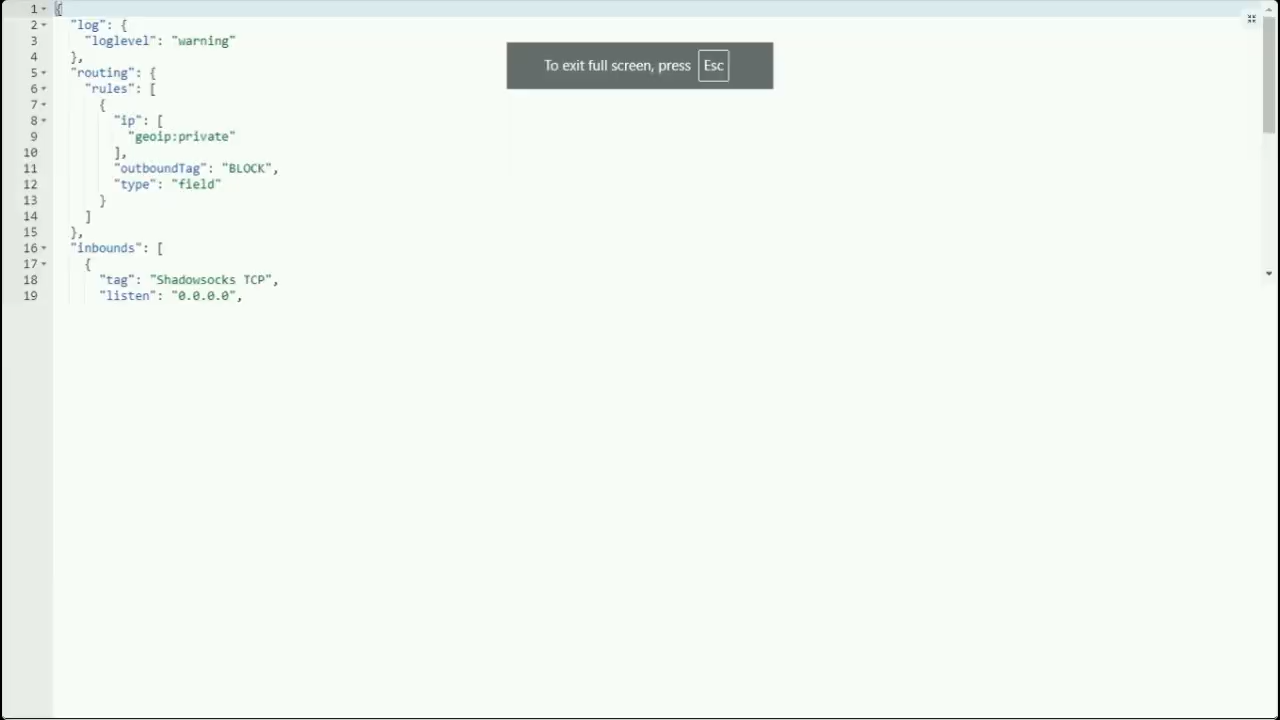 1 {
2 "log": {
3 "loglevel": "warning"
4 },
5 "routing": {
6 "rules": [
7 {
8 "ip": [
9 "geoip:private"
10 ],
11 "outboundTag": "BLOCK",
12 "type": "field"
13 }
14 ]
15 },
16 "inbounds": [
17 {
18 "tag": "Shadowsocks TCP",
19 "listen": "0.0.0.0",
To exit full screen, press Esc